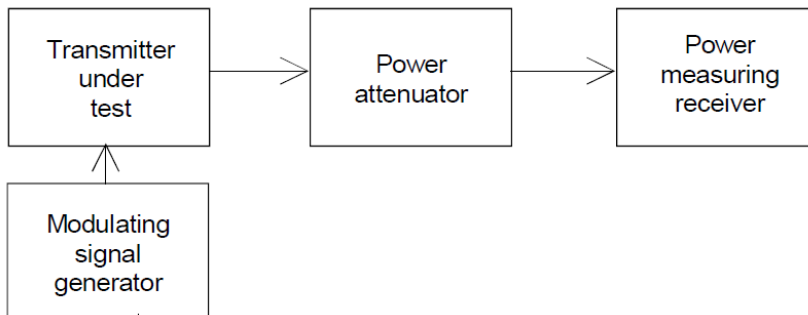 Transmitter
under
test
Power
attenuator
Power
measuring
receiver
Modulating
signal
generator